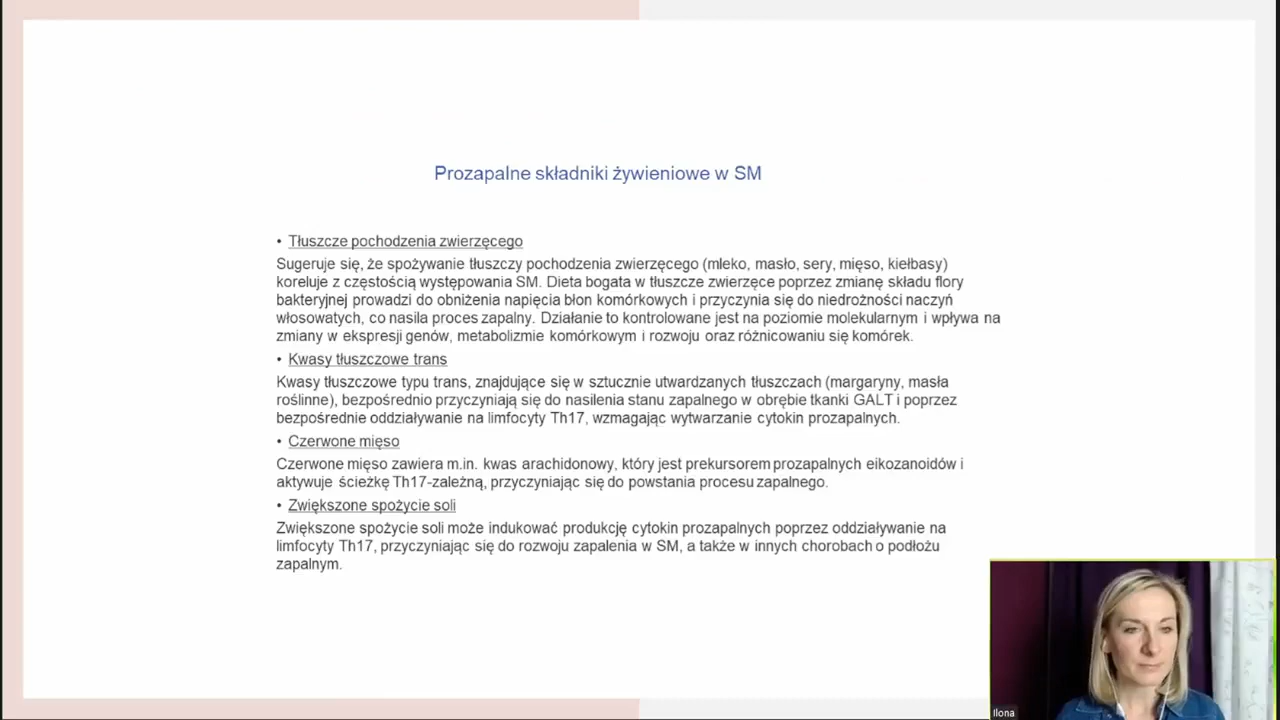 Prozapalne składniki żywieniowe w SM
• Tłuszcze pochodzenia zwierzęcego
Sugeruje się, że spożywanie tłuszczy pochodzenia zwierzęcego (mleko, masło, sery, mięso, kiełbasy)
koreluje z częstością występowania SM. Dieta bogata w tłuszcze zwierzęce poprzez zmianę składu flory
bakteryjnej prowadzi do obniżenia napięcia błon komórkowych i przyczynia się do niedrożności naczyń
włosowatych, co nasila proces zapalny. Działanie to kontrolowane jest na poziomie molekularnym i wpływa na
zmiany w ekspresji genów, metabolizmie komórkowym i rozwoju oraz różnicowaniu się komórek.
• Kwasy tłuszczowe trans
Kwasy tłuszczowe typu trans, znajdujące się w sztucznie utwardzanych tłuszczach (margaryny, masła
roślinne), bezpośrednio przyczyniają się do nasilenia stanu zapalnego w obrębie tkanki GALT i poprzez
bezpośrednie oddziaływanie na limfocyty Th17, wzmagając wytwarzanie cytokin prozapalnych.
• Czerwone mięso
Czerwone mięso zawiera m.in. kwas arachidonowy, który jest prekursorem prozapalnych eikozanoidów i
aktywuje ścieżkę Th17-zależną, przyczyniając się do powstania procesu zapalnego.
• Zwiększone spożycie soli
Zwiększone spożycie soli może indukować produkcję cytokin prozapalnych poprzez oddziaływanie na
limfocyty Th17, przyczyniając się do rozwoju zapalenia w SM, a także w innych chorobach o podłożu
zapalnym.
Ilona